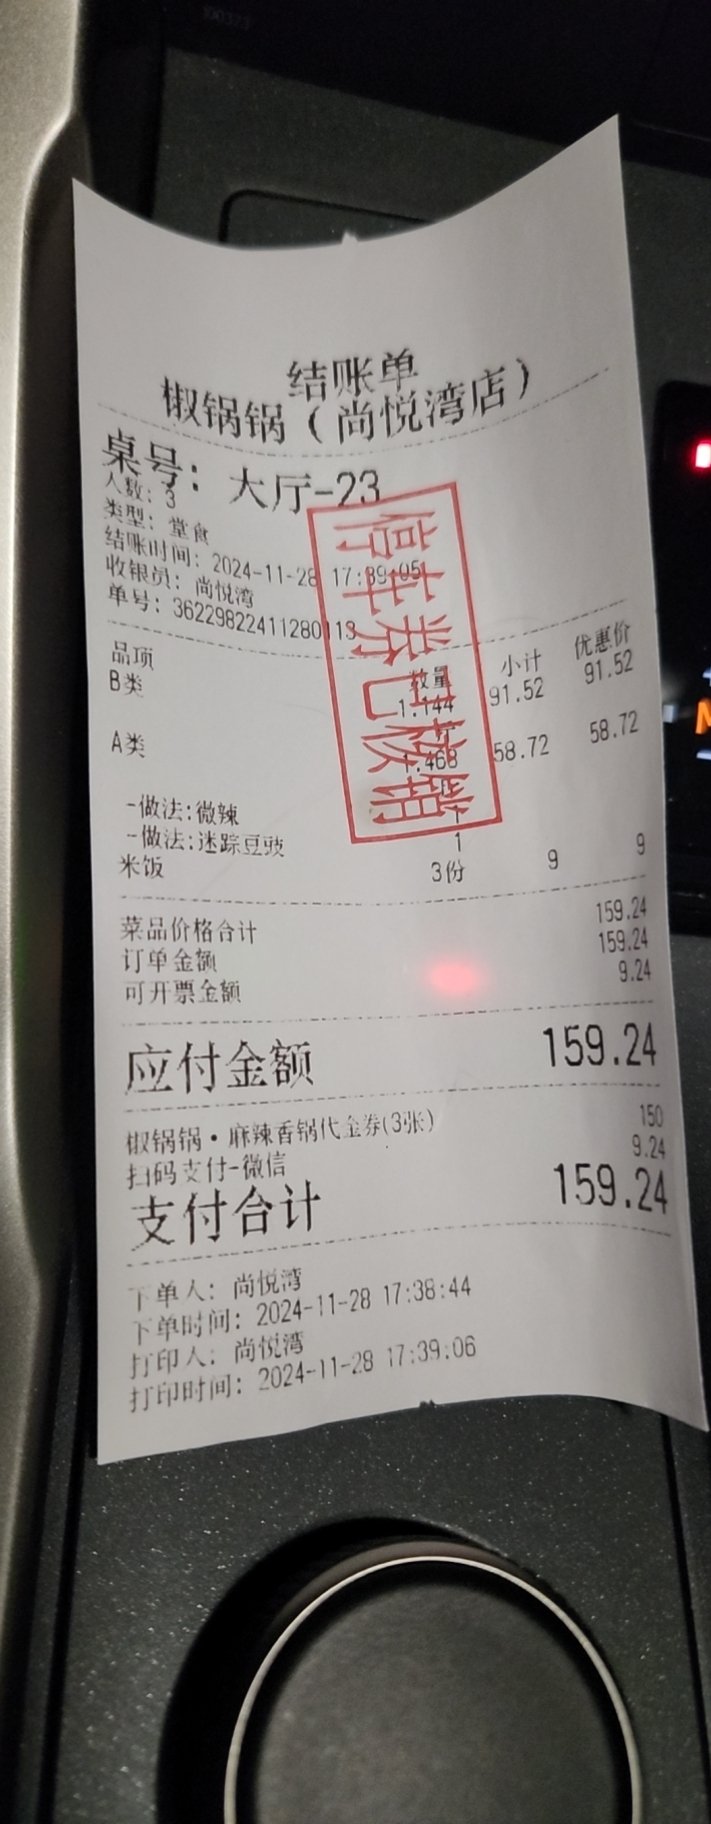 结账单
椒锅锅（尚悦湾店）
桌号：大厅-23
人数：3
类型：堂食
结账时间：2024-11-28 17:39:05
收银员：尚悦湾
单号：36229822411280113
停车券已核销
品项 数量 小计 优惠价
B类 1.144 91.52 91.52
A类 1.468 58.72 58.72
-做法:微辣
-做法:迷踪豆豉 1
米饭 3份 9 9
菜品价格合计 159.24
订单金额 159.24
可开票金额 9.24
应付金额 159.24
椒锅锅·麻辣香锅代金券(3张) 150
扫码支付-微信 9.24
支付合计 159.24
下单人：尚悦湾
下单时间：2024-11-28 17:38:44
打印人：尚悦湾
打印时间：2024-11-28 17:39:06